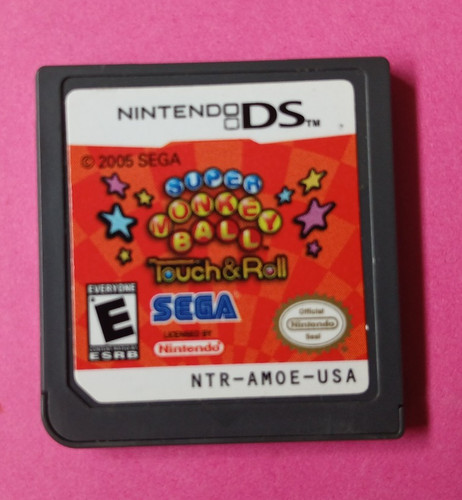 NINTENDO DS™
© 2005 SEGA
SUPER
MONKEY
BALL™
Touch & Roll
EVERYONE
E
ESRB
SEGA
LICENSED BY
Nintendo
Official
Nintendo
Seal
NTR-AMOE-USA